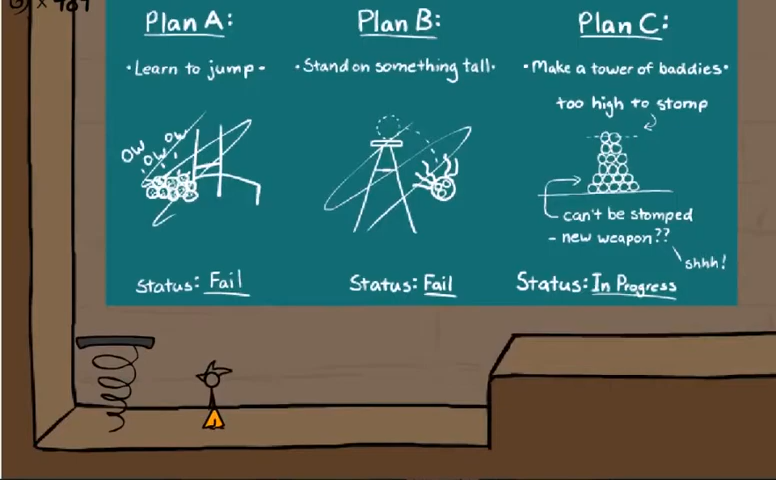 x 989
Plan A: Plan B: Plan C:
• Learn to jump - • Stand on something tall. • Make a tower of baddies •
too high to stomp
OW OW OW
can't be stomped
- new weapon??
shhh!
Status: Fail Status: Fail Status: In Progress